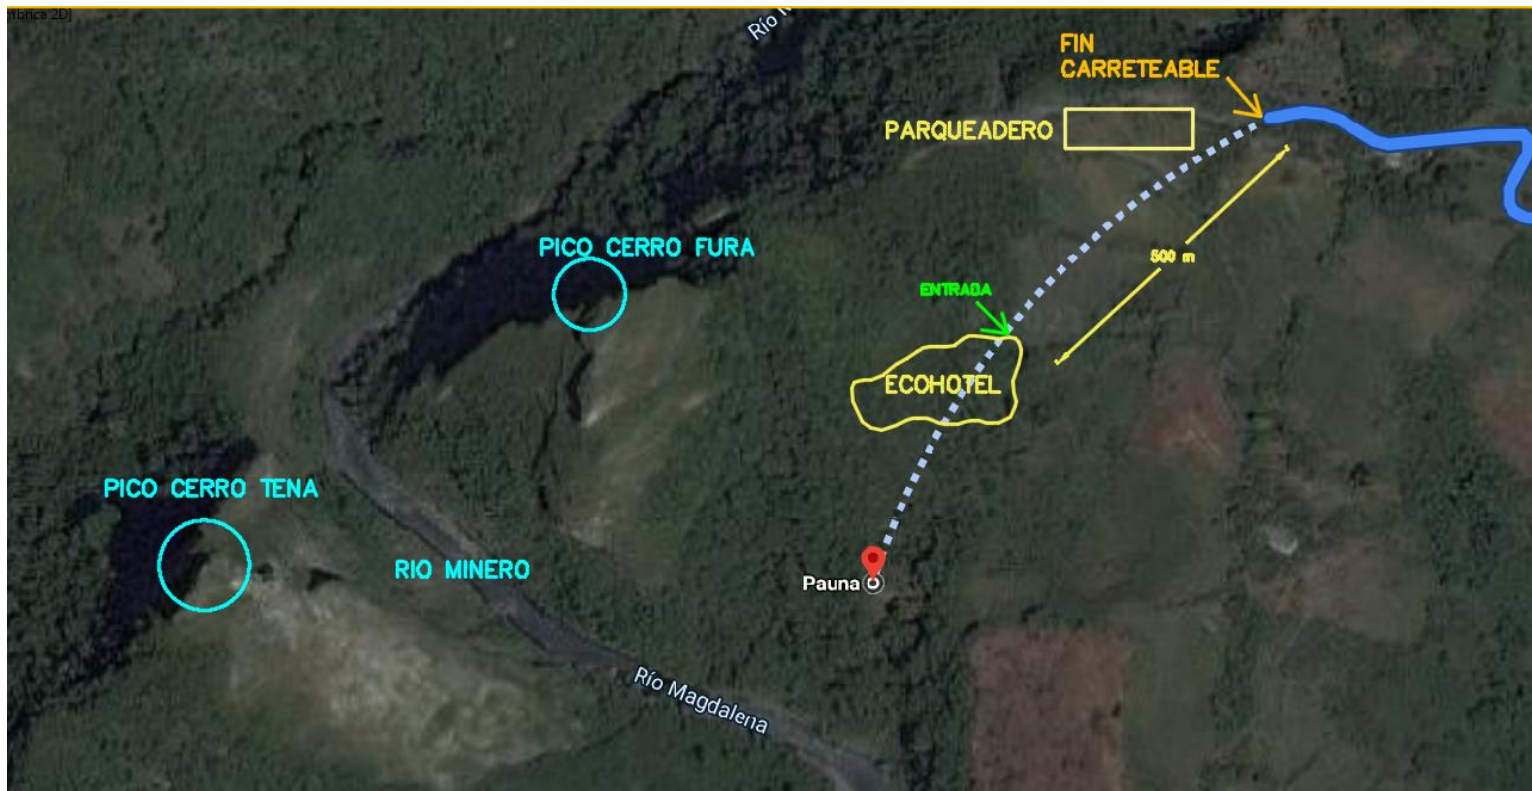 FIN
CARRETEABLE
PARQUEADERO
PICO CERRO FURA
500 m
ENTRADA
ECOHOTEL
PICO CERRO TENA
RIO MINERO
Pauna
Río Magdalena